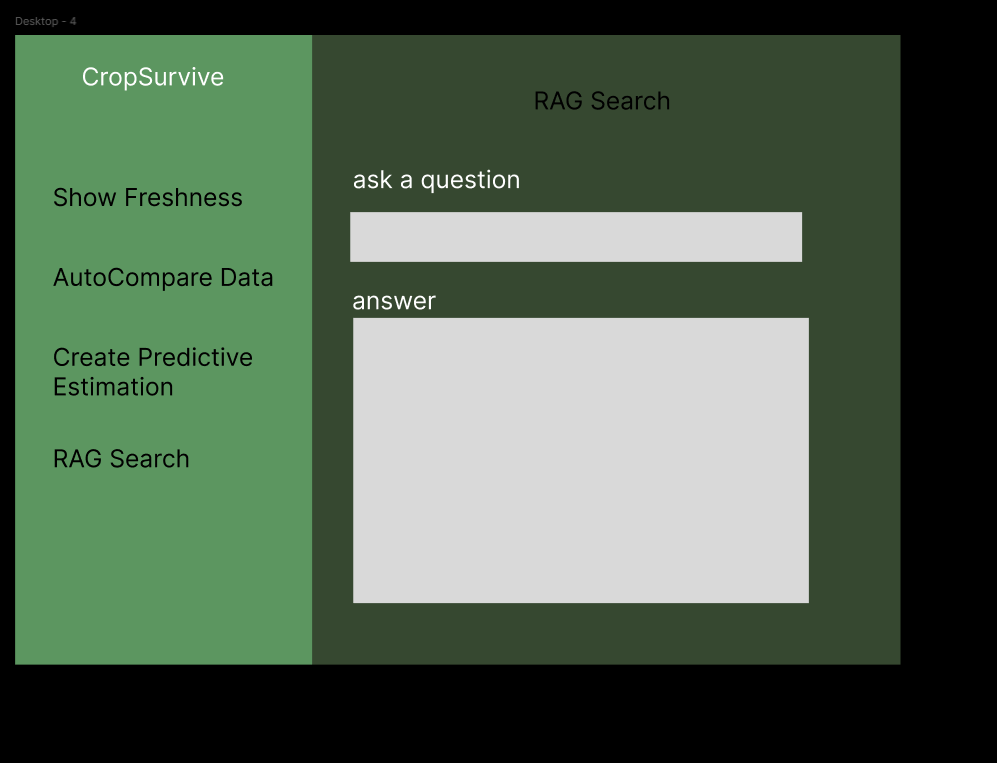 Desktop - 4
CropSurvive
Show Freshness
AutoCompare Data
Create Predictive
Estimation
RAG Search
RAG Search
ask a question
answer